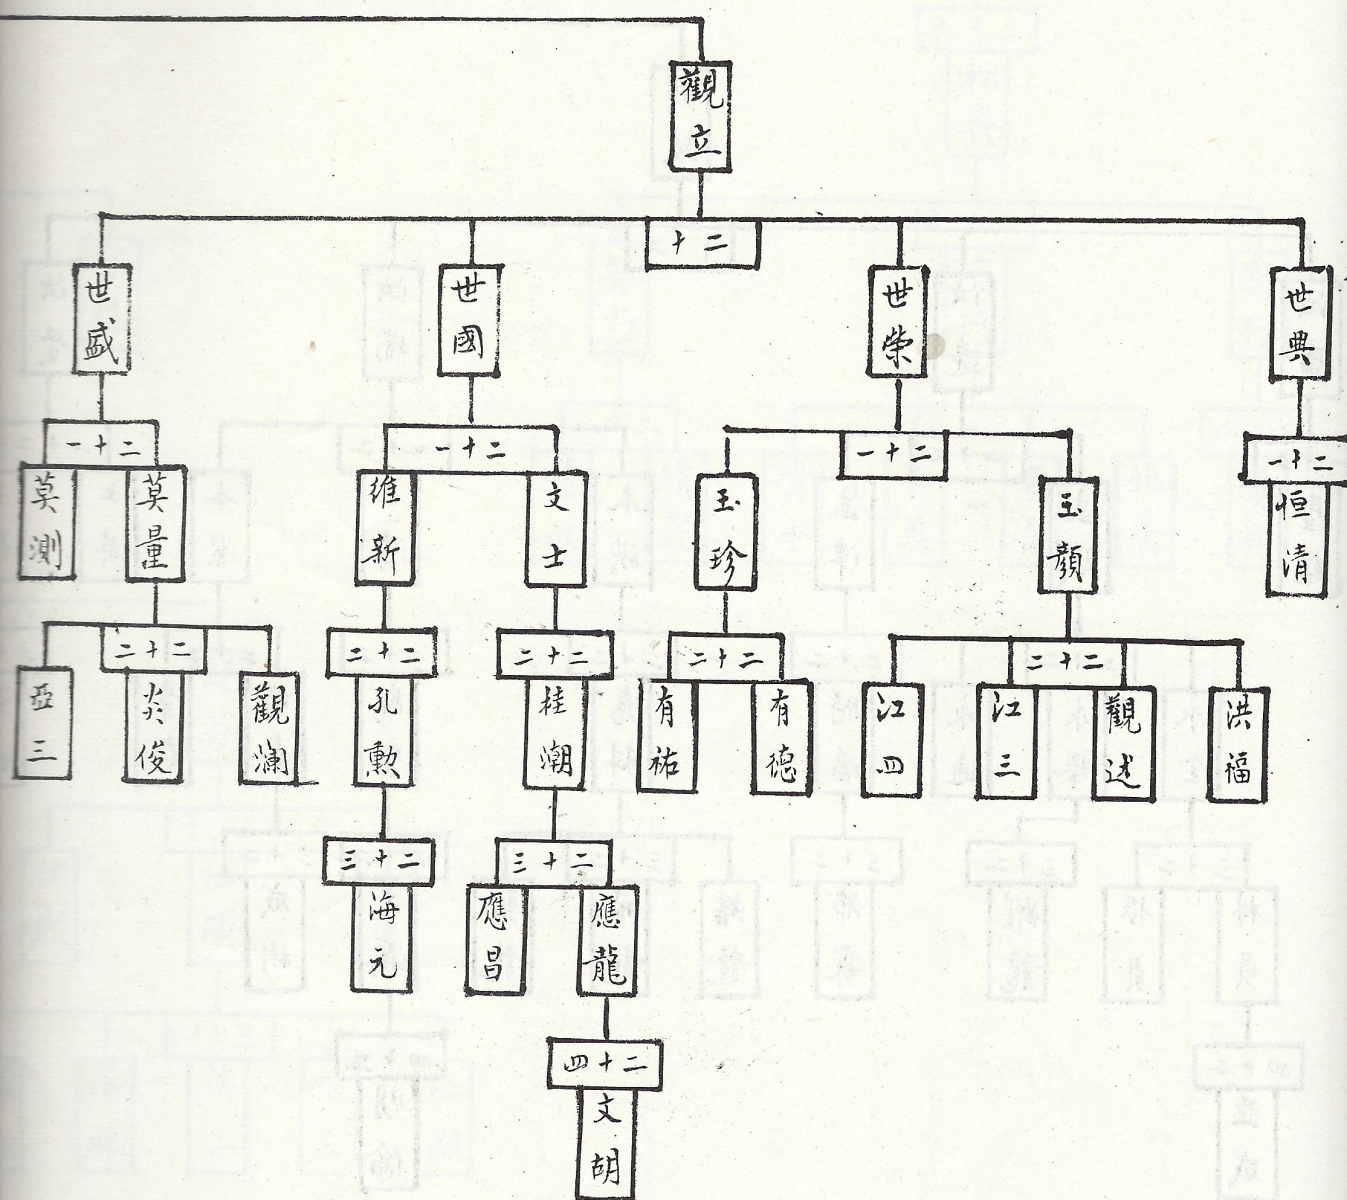 觀立
二十
世典
世榮
世國
世盛
二十一
二十一
二十一
二十一
恒清
玉顏
玉珍
文士
維新
莫量
莫測
二十二
二十二
二十二
二十二
二十二
洪福
觀述
江三
江四
有德
有祐
桂潮
孔勲
觀瀾
炎俊
亞三
二十三
二十三
應龍
應昌
海元
二十四
文胡